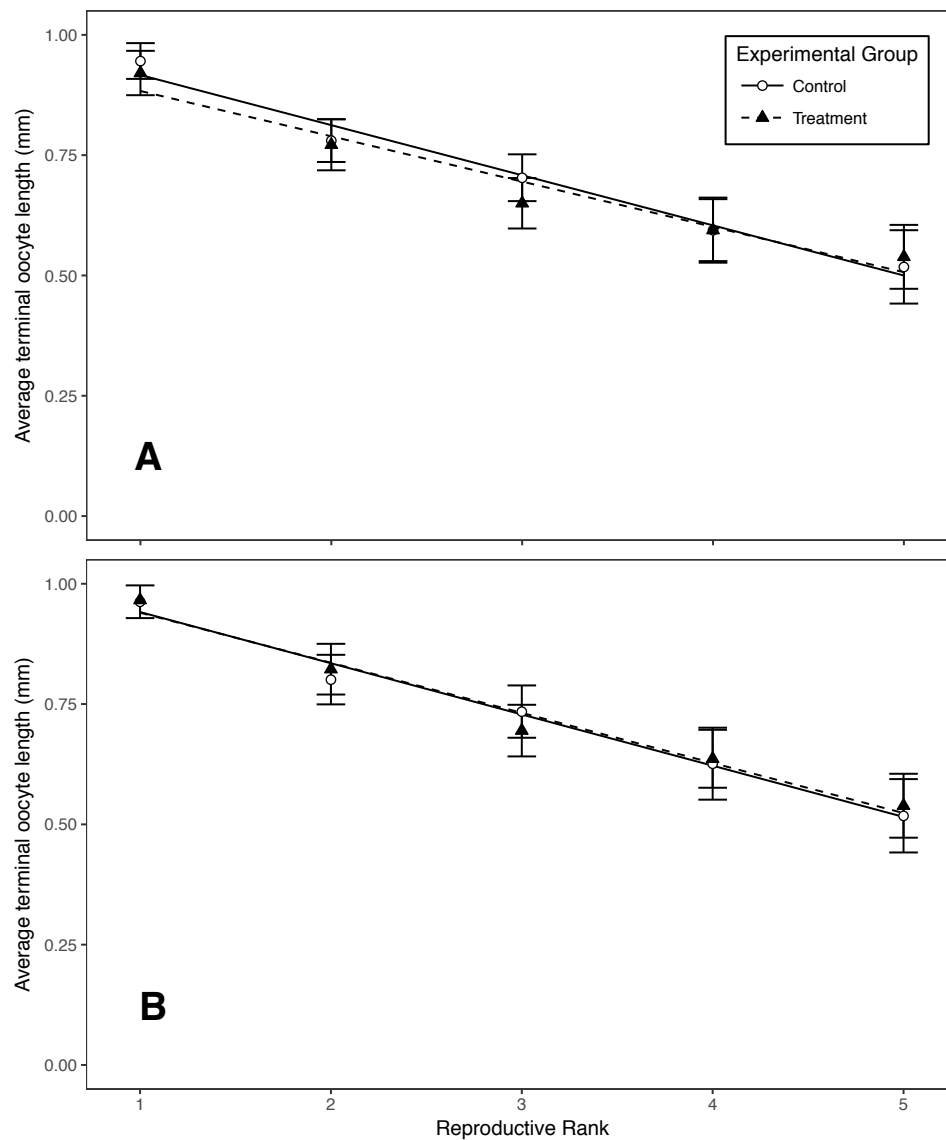 Average terminal oocyte length (mm)
1.00
0.75
0.50
0.25
0.00
Experimental Group
Control
Treatment
A
Average terminal oocyte length (mm)
1.00
0.75
0.50
0.25
0.00
B
1 2 3 4 5
Reproductive Rank